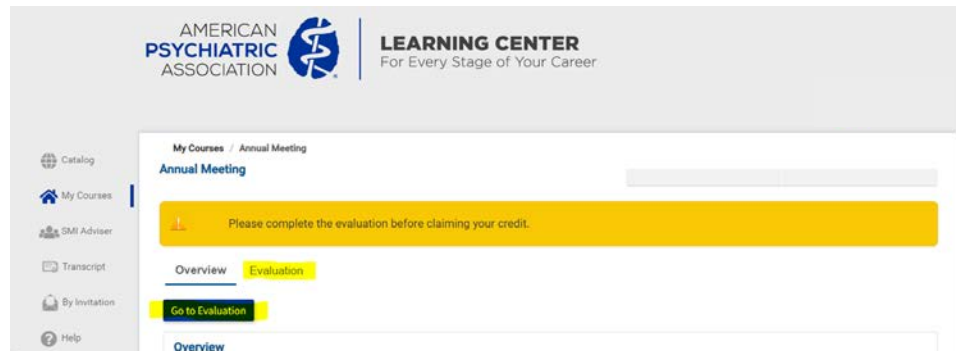 AMERICAN
PSYCHIATRIC
ASSOCIATION
LEARNING CENTER
For Every Stage of Your Career
Catalog
My Courses
SMI Adviser
Transcript
By Invitation
Help
My Courses / Annual Meeting
Annual Meeting
Please complete the evaluation before claiming your credit.
Overview Evaluation
Go to Evaluation
Overview